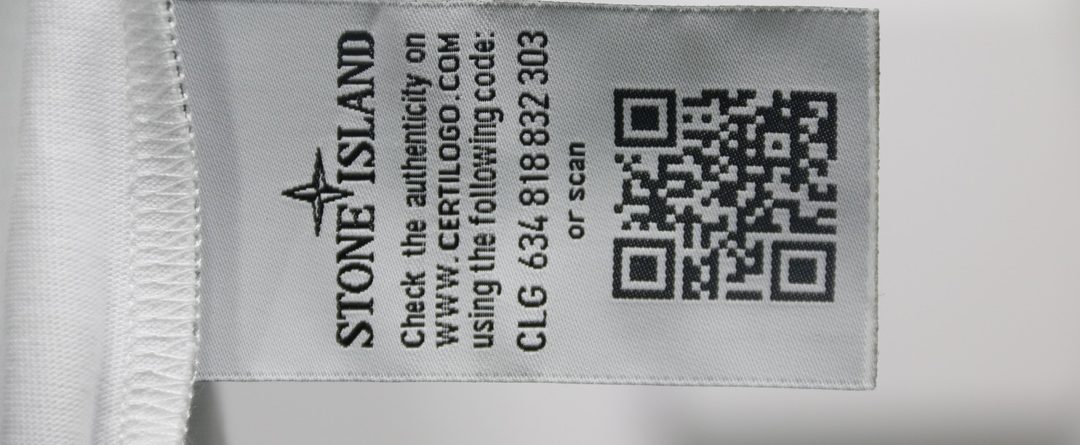 STONE ISLAND
Check the authenticity on
WWW.CERTILOGO.COM
using the following code:
CLG 634 818 832 303
or scan